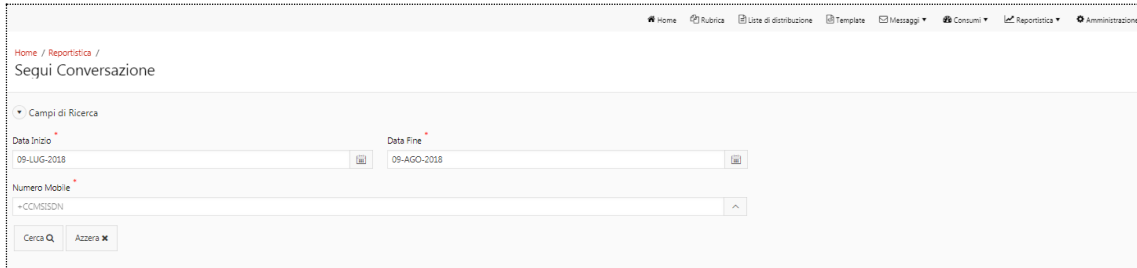 Home Rubrica Liste di distribuzione Template Messaggi Consumi Reportistica Amministrazione
Home / Reportistica /
Segui Conversazione
Campi di Ricerca
Data Inizio * Data Fine *
09-LUG-2018 09-AGO-2018
Numero Mobile *
+CCMSISDN
Cerca Azzera